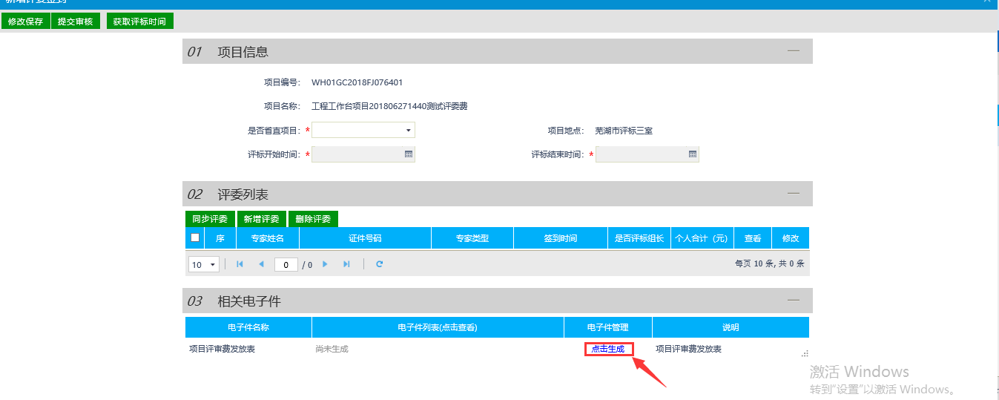 新增评委签到
修改保存 提交审核 获取评标时间
01 项目信息
项目编号： WH01GC2018FJ076401
项目名称： 工程工作台项目201806271440测试评委费
是否省直项目：* 项目地点： 芜湖市评标三室
评标开始时间：* 评标结束时间：*
02 评委列表
同步评委 新增评委 删除评委
序 专家姓名 证件号码 专家类型 签到时间 是否评标组长 个人合计（元） 查看 修改
10 0 / 0 每页 10 条, 共 0 条
03 相关电子件
电子件名称 电子件列表(点击查看) 电子件管理 说明
项目评审费发放表 尚未生成 点击生成 项目评审费发放表
激活 Windows
转到“设置”以激活 Windows。